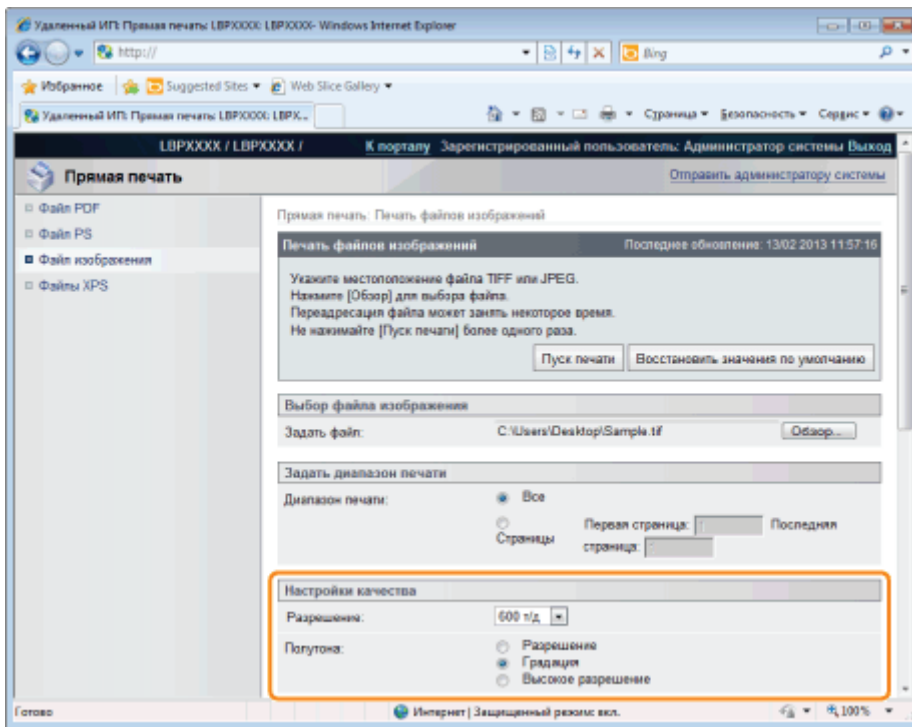 Удаленный ИП: Прямая печать: LBPXXXX: LBPXXXX- Windows Internet Explorer
http://
Bing
Избранное Suggested Sites Web Slice Gallery
Удаленный ИП: Прямая печать: LBPXXXX: LBPX...
Страница Безопасность Сервис
LBPXXXX / LBPXXXX / К порталу Зарегистрированный пользователь: Администратор системы Выход
Прямая печать
Отправить администратору системы
Файл PDF
Файл PS
Файл изображения
Файлы XPS
Прямая печать: Печать файлов изображений
Печать файлов изображений Последнее обновление: 13/02 2013 11:57:16
Укажите местоположение файла TIFF или JPEG.
Нажмите [Обзор] для выбора файла.
Переадресация файла может занять некоторое время.
Не нажимайте [Пуск печати] более одного раза.
Пуск печати Восстановить значения по умолчанию
Выбор файла изображения
Задать файл: C:\Users\Desktop\Sample.tif Обзор...
Задать диапазон печати
Диапазон печати: Все
Страницы Первая страница: 1 Последняя
страница: 1
Настройки качества
Разрешение: 600 т/д
Полутона: Разрешение
Градация
Высокое разрешение
Готово Интернет | Защищенный режим: вкл. 100%